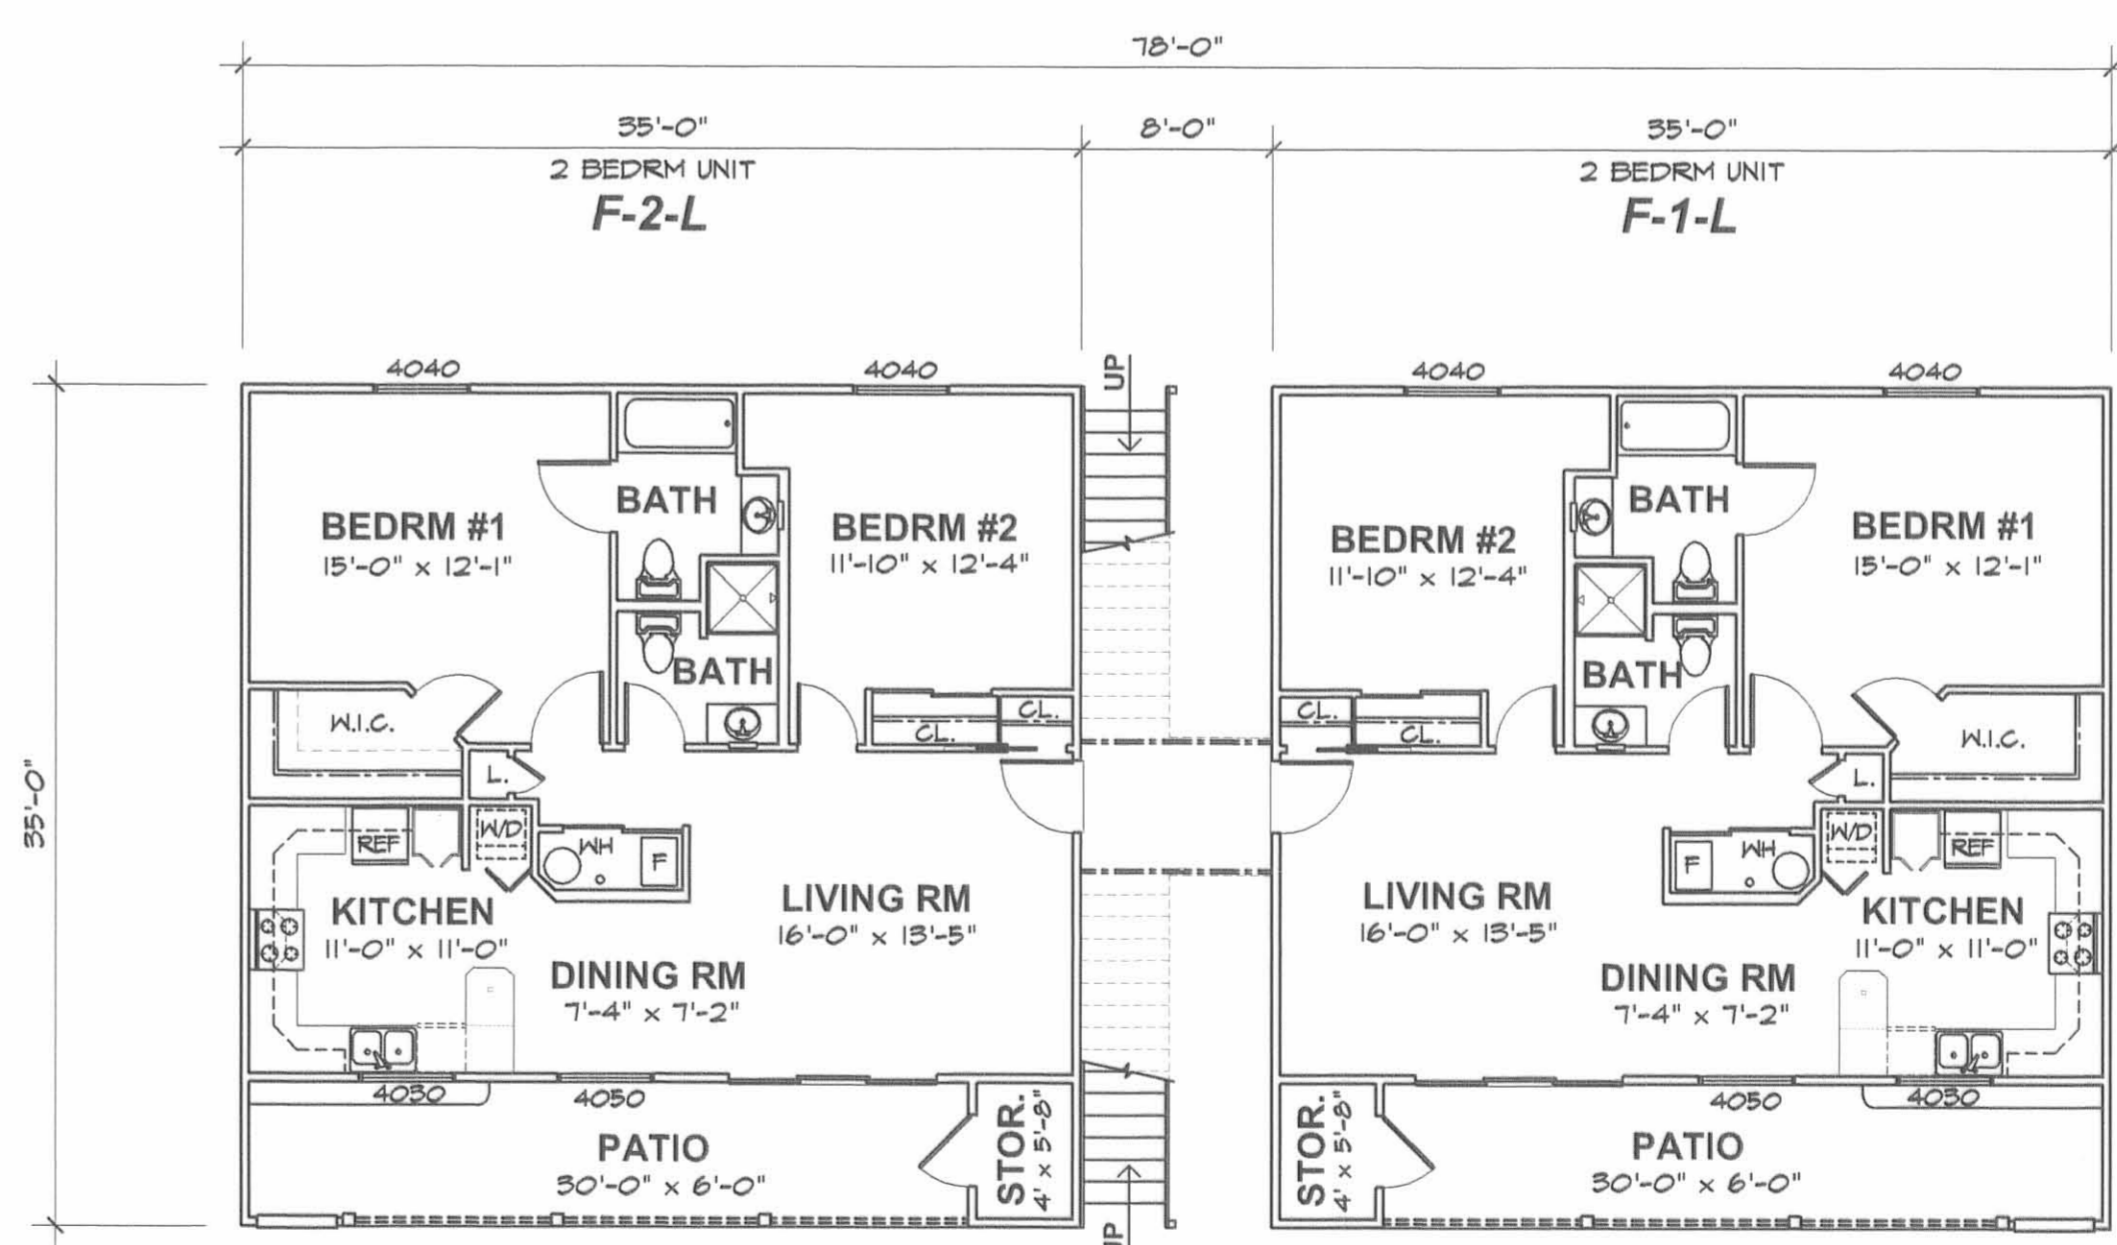 78'-0"
35'-0"
8'-0"
35'-0"
2 BEDRM UNIT
F-2-L
2 BEDRM UNIT
F-1-L
35'-0"
4040
4040
UP
BEDRM #1
15'-0" x 12'-1"
BATH
BEDRM #2
11'-10" x 12'-4"
BATH
W.I.C.
CL.
CL.
L.
W/D
WH
F
REF
KITCHEN
11'-0" x 11'-0"
LIVING RM
16'-0" x 13'-5"
DINING RM
7'-4" x 7'-2"
4030
4050
PATIO
30'-0" x 6'-0"
STOR.
4' x 5'-8"
UP
4040
4040
BEDRM #2
11'-10" x 12'-4"
BATH
BEDRM #1
15'-0" x 12'-1"
BATH
CL.
CL.
W.I.C.
L.
F
WH
W/D
REF
LIVING RM
16'-0" x 13'-5"
KITCHEN
11'-0" x 11'-0"
DINING RM
7'-4" x 7'-2"
4050
4030
STOR.
4' x 5'-8"
PATIO
30'-0" x 6'-0"